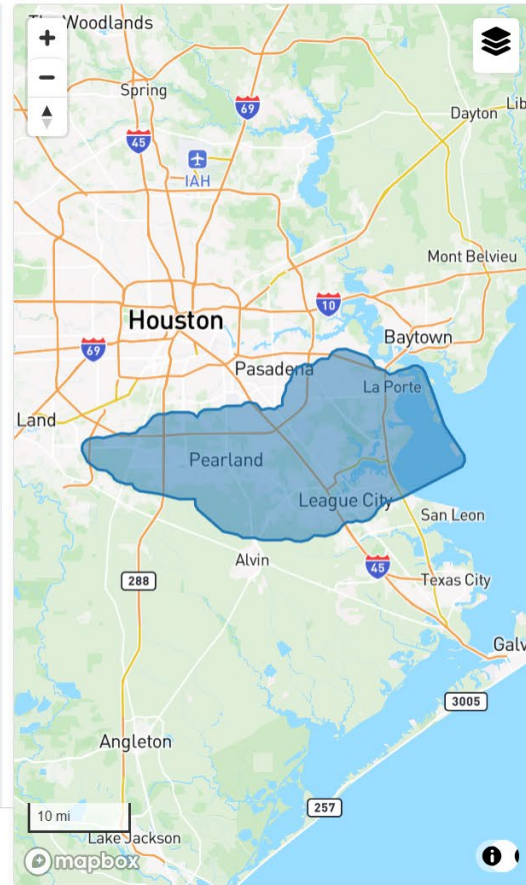 The Woodlands
Spring
69
Dayton
Lib
45
IAH
Mont Belvieu
10
Houston
69
Baytown
Pasadena
La Porte
Land
Pearland
League City
San Leon
Alvin
45
288
Texas City
Galv
3005
Angleton
257
10 mi
Lake Jackson
mapbox